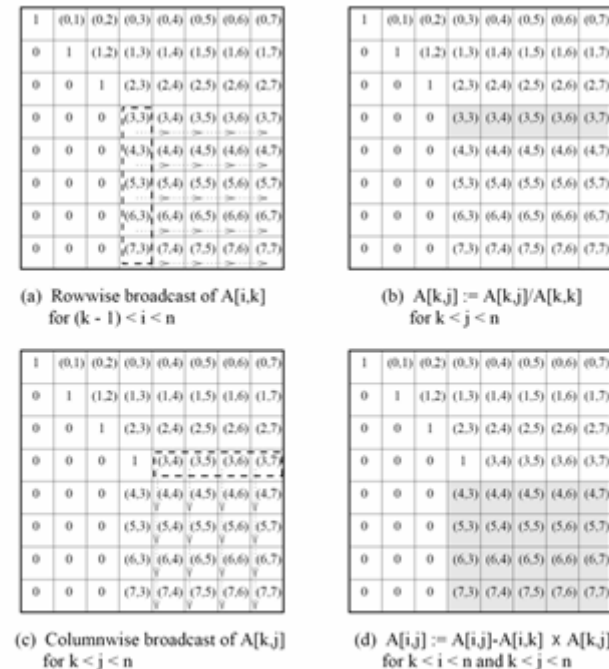 1 (0,1) (0,2) (0,3) (0,4) (0,5) (0,6) (0,7)
0 1 (1,2) (1,3) (1,4) (1,5) (1,6) (1,7)
0 0 1 (2,3) (2,4) (2,5) (2,6) (2,7)
0 0 0 (3,3) (3,4) (3,5) (3,6) (3,7)
0 0 0 (4,3) (4,4) (4,5) (4,6) (4,7)
0 0 0 (5,3) (5,4) (5,5) (5,6) (5,7)
0 0 0 (6,3) (6,4) (6,5) (6,6) (6,7)
0 0 0 (7,3) (7,4) (7,5) (7,6) (7,7)
(a) Rowwise broadcast of A[i,k]
for (k - 1) < i < n
1 (0,1) (0,2) (0,3) (0,4) (0,5) (0,6) (0,7)
0 1 (1,2) (1,3) (1,4) (1,5) (1,6) (1,7)
0 0 1 (2,3) (2,4) (2,5) (2,6) (2,7)
0 0 0 (3,3) (3,4) (3,5) (3,6) (3,7)
0 0 0 (4,3) (4,4) (4,5) (4,6) (4,7)
0 0 0 (5,3) (5,4) (5,5) (5,6) (5,7)
0 0 0 (6,3) (6,4) (6,5) (6,6) (6,7)
0 0 0 (7,3) (7,4) (7,5) (7,6) (7,7)
(b) A[k,j] := A[k,j]/A[k,k]
for k < j < n
1 (0,1) (0,2) (0,3) (0,4) (0,5) (0,6) (0,7)
0 1 (1,2) (1,3) (1,4) (1,5) (1,6) (1,7)
0 0 1 (2,3) (2,4) (2,5) (2,6) (2,7)
0 0 0 1 (3,4) (3,5) (3,6) (3,7)
0 0 0 (4,3) (4,4) (4,5) (4,6) (4,7)
0 0 0 (5,3) (5,4) (5,5) (5,6) (5,7)
0 0 0 (6,3) (6,4) (6,5) (6,6) (6,7)
0 0 0 (7,3) (7,4) (7,5) (7,6) (7,7)
(c) Columnwise broadcast of A[k,j]
for k < j < n
1 (0,1) (0,2) (0,3) (0,4) (0,5) (0,6) (0,7)
0 1 (1,2) (1,3) (1,4) (1,5) (1,6) (1,7)
0 0 1 (2,3) (2,4) (2,5) (2,6) (2,7)
0 0 0 1 (3,4) (3,5) (3,6) (3,7)
0 0 0 (4,3) (4,4) (4,5) (4,6) (4,7)
0 0 0 (5,3) (5,4) (5,5) (5,6) (5,7)
0 0 0 (6,3) (6,4) (6,5) (6,6) (6,7)
0 0 0 (7,3) (7,4) (7,5) (7,6) (7,7)
(d) A[i,j] := A[i,j]-A[i,k] x A[k,j]
for k < i < n and k < j < n